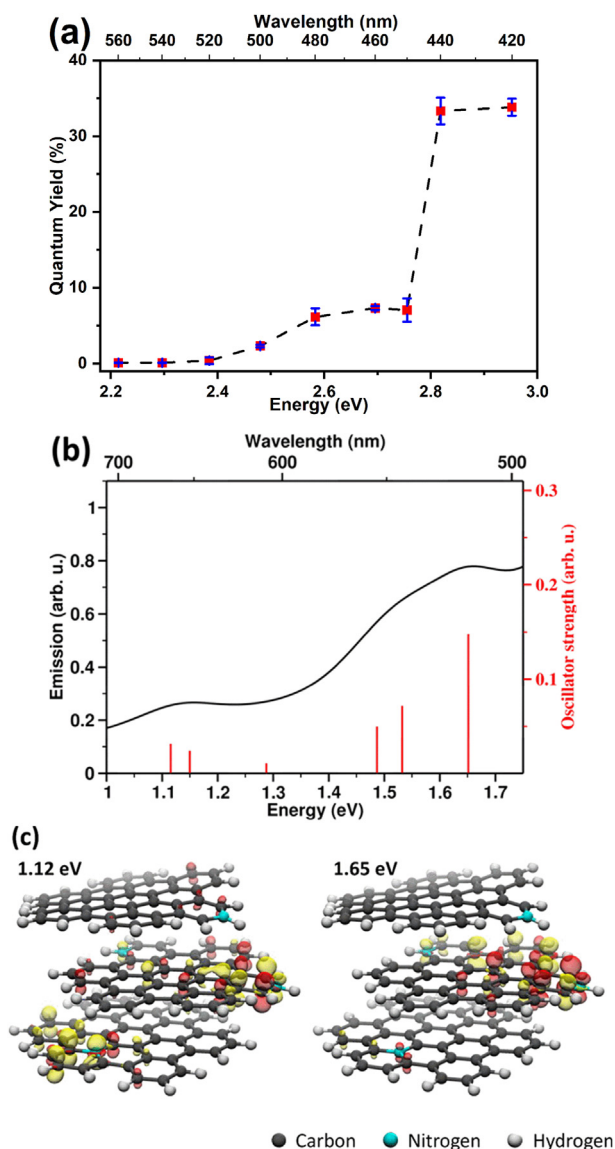 (a)
Wavelength (nm)
560 540 520 500 480 460 440 420
Quantum Yield (%)
40
30
20
10
0
2.2 2.4 2.6 2.8 3.0
Energy (eV)
(b)
Wavelength (nm)
700 600 500
Emission (arb. u.)
1
0.8
0.6
0.4
0.2
0
Oscillator strength (arb. u.)
0.3
0.2
0.1
1 1.1 1.2 1.3 1.4 1.5 1.6 1.7
Energy (eV)
(c)
1.12 eV 1.65 eV
Carbon Nitrogen Hydrogen